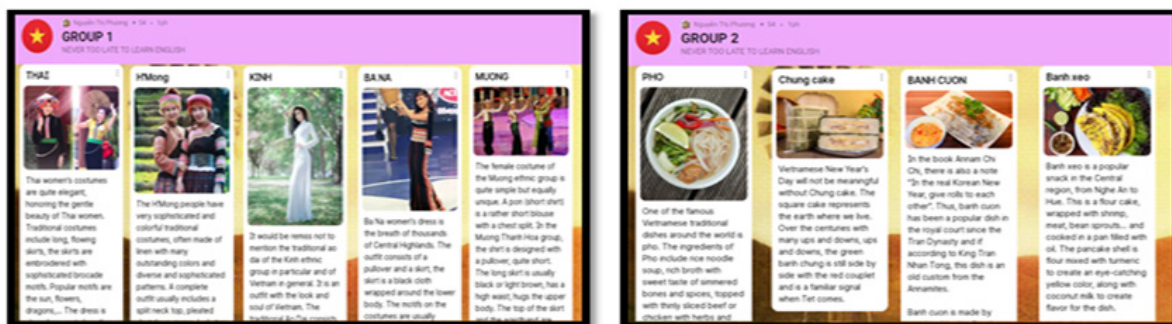 Nguyễn Thị Phương
GROUP 1
NEVER TOO LATE TO LEARN ENGLISH
THAI
Thai women's costumes
are quite elegant,
honoring the gentle
beauty of Thai women.
Traditional costumes
include long, flowing
skirts, the skirts are
embroidered with
sophisticated brocade
motifs. Popular motifs are
the sun, flowers,
dragons,... The dress is
H'Mong
The H'Mong people have
very sophisticated and
colorful traditional
costumes, often made of
linen with many
outstanding colors and
diverse and sophisticated
patterns. A complete
outfit usually includes a
split neck top, pleated
KINH
It would be remiss not to
mention the traditional ao
dai of the Kinh ethnic
group in particular and of
Vietnam in general. It is an
outfit with the look and
soul of Vietnam. The
traditional Ao Dai consists
BA NA
Ba Na women's dress is
the breath of thousands
of Central Highlands. The
outfit consists of a
pullover and a skirt, the
skirt is a black cloth
wrapped around the lower
body. The motifs on the
costumes are usually
MUONG
The female costume of
the Muong ethnic group is
quite simple but equally
unique. A pon (short shirt)
is a rather short blouse
with a chest split. In the
Muong Thanh Hoa group,
the shirt is designed with
a pullover, quite short.
The long skirt is usually
black or light brown, has a
high waist, hugs the upper
body. The top of the skirt
Nguyễn Thị Phương
GROUP 2
NEVER TOO LATE TO LEARN ENGLISH
PHO
One of the famous
Vietnamese traditional
dishes around the world is
pho. The ingredients of
Pho include rice noodle
soup, rich broth with
sweet taste of simmered
bones and spices, topped
with thinly sliced beef or
chicken with herbs and
Chung cake
Vietnamese New Year's
Day will not be meaningful
without Chung cake. The
square cake represents
the earth where we live.
Over the centuries with
many ups and downs, ups
and downs, the green
banh chung is still side by
side with the red couplet
and is a familiar signal
when Tet comes.
BANH CUON
In the book Annam Chi
Chi, there is also a note
"In the real Korean New
Year, give rolls to each
other". Thus, banh cuon
has been a popular dish in
the royal court since the
Tran Dynasty and if
according to King Tran
Nhan Tong, this dish is an
old custom from the
Annamites.
Banh cuon is made by
Banh xeo
Banh xeo is a popular
snack in the Central
region, from Nghe An to
Hue. This is a flour cake,
wrapped with shrimp,
meat, bean sprouts... and
cooked in a pan filled with
oil. The pancake shell is
flour mixed with turmeric
to create an eye-catching
yellow color, along with
coconut milk to create
flavor for the dish.